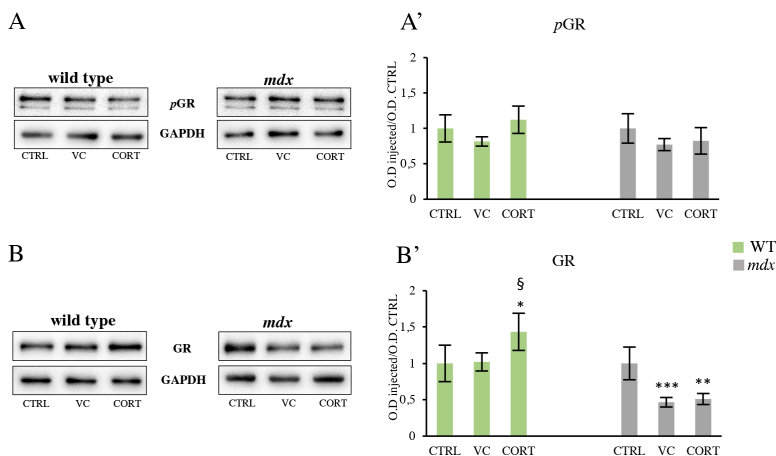 A
wild type
mdx
pGR
GAPDH
CTRL VC CORT
CTRL VC CORT
A’
pGR
O.D injected/O.D. CTRL
2
1,5
1
0,5
0
CTRL VC CORT
CTRL VC CORT
WT
mdx
B
wild type
mdx
GR
GAPDH
CTRL VC CORT
CTRL VC CORT
B’
GR
O.D injected/O.D. CTRL
2
1,5
1
0,5
0
§
*
***
**
CTRL VC CORT
CTRL VC CORT